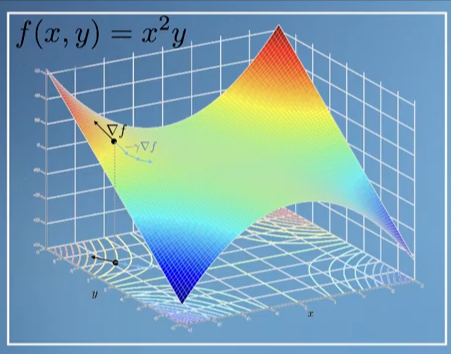 f(x, y) = x²y
∇f
−γ∇f
y
x